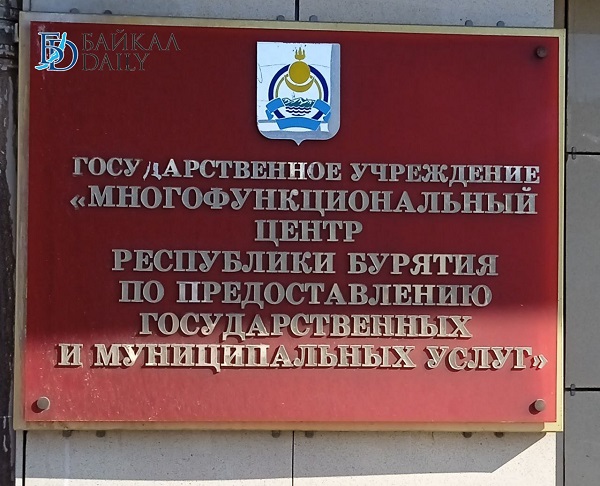 БАЙКАЛ
DAILY
ГОСУДАРСТВЕННОЕ УЧРЕЖДЕНИЕ
«МНОГОФУНКЦИОНАЛЬНЫЙ
ЦЕНТР
РЕСПУБЛИКИ БУРЯТИЯ
ПО ПРЕДОСТАВЛЕНИЮ
ГОСУДАРСТВЕННЫХ
И МУНИЦИПАЛЬНЫХ УСЛУГ»